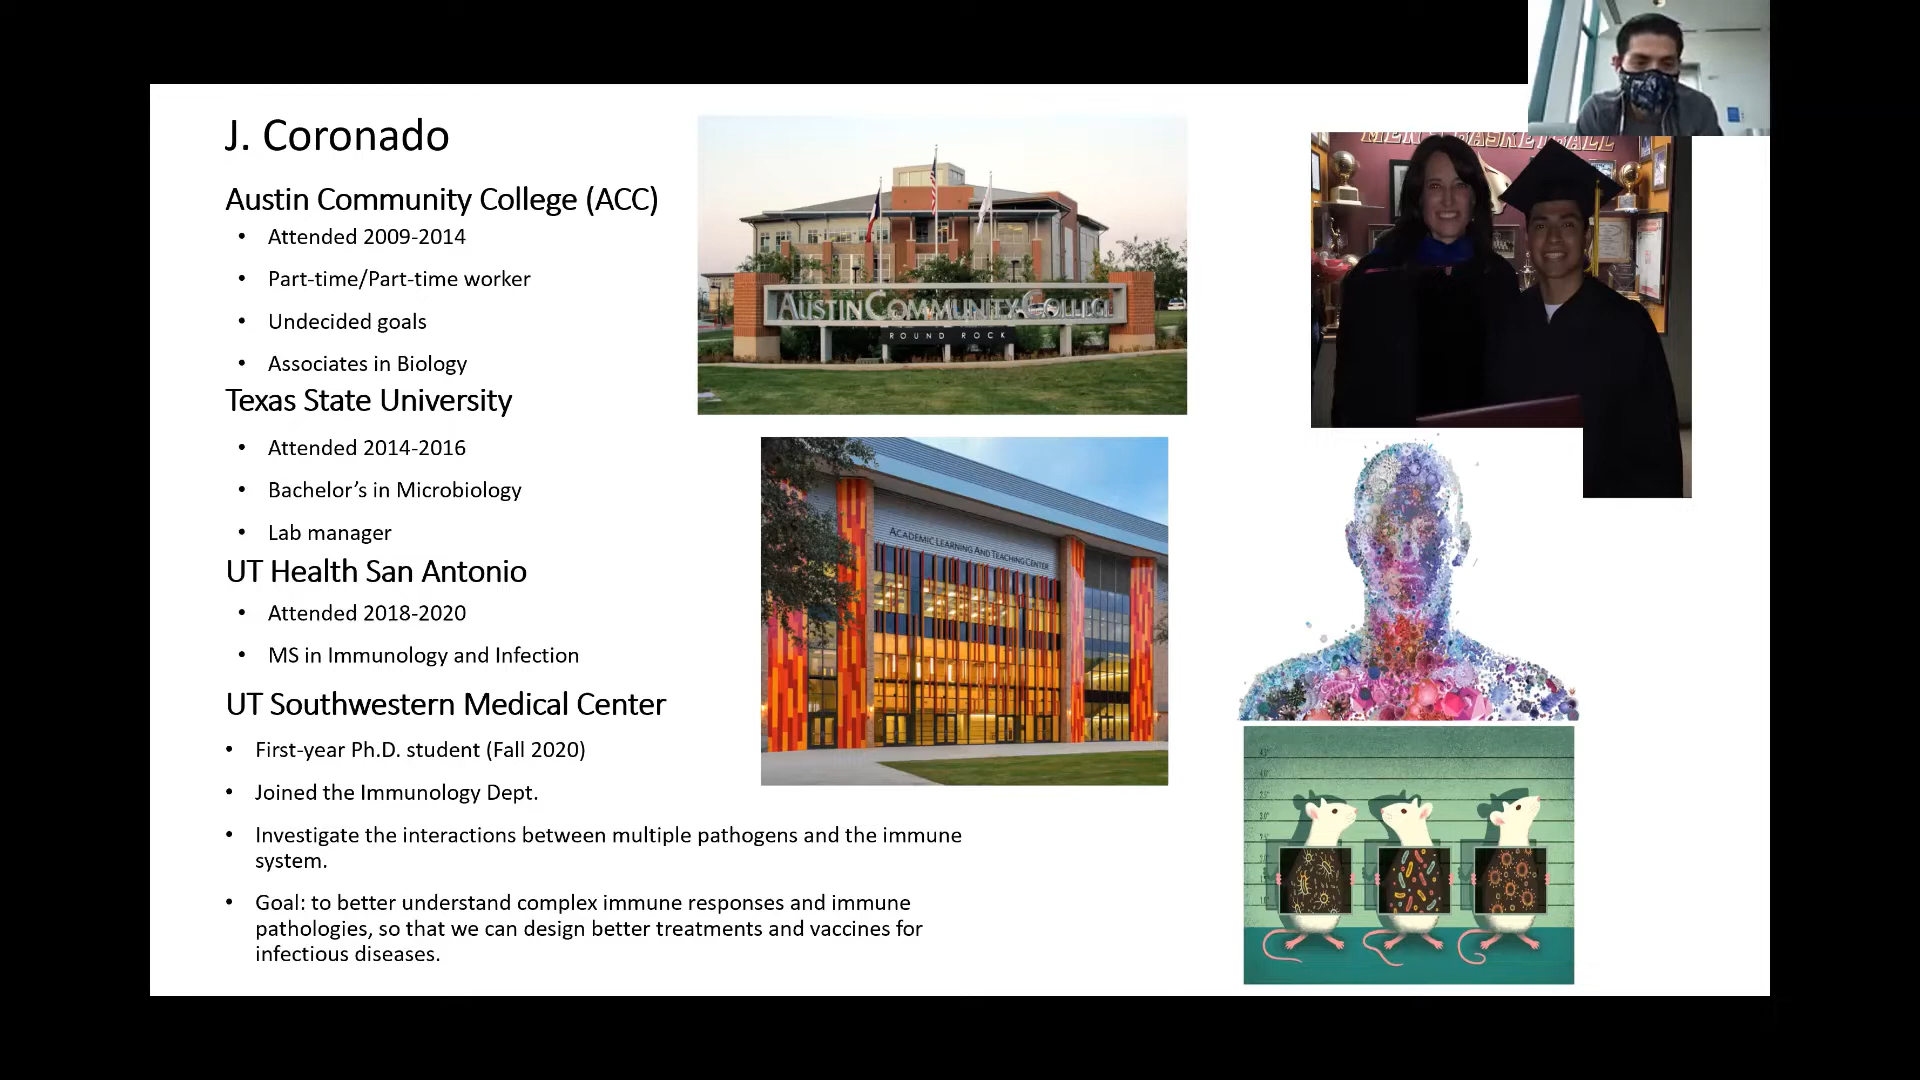 J. Coronado
Austin Community College (ACC)
• Attended 2009-2014
• Part-time/Part-time worker
• Undecided goals
• Associates in Biology
Texas State University
• Attended 2014-2016
• Bachelor's in Microbiology
• Lab manager
UT Health San Antonio
• Attended 2018-2020
• MS in Immunology and Infection
UT Southwestern Medical Center
• First-year Ph.D. student (Fall 2020)
• Joined the Immunology Dept.
• Investigate the interactions between multiple pathogens and the immune
system.
• Goal: to better understand complex immune responses and immune
pathologies, so that we can design better treatments and vaccines for
infectious diseases.
AUSTIN COMMUNITY COLLEGE
ROUND ROCK
ACADEMIC LEARNING AND TEACHING CENTER
MEN'S BASKETBALL